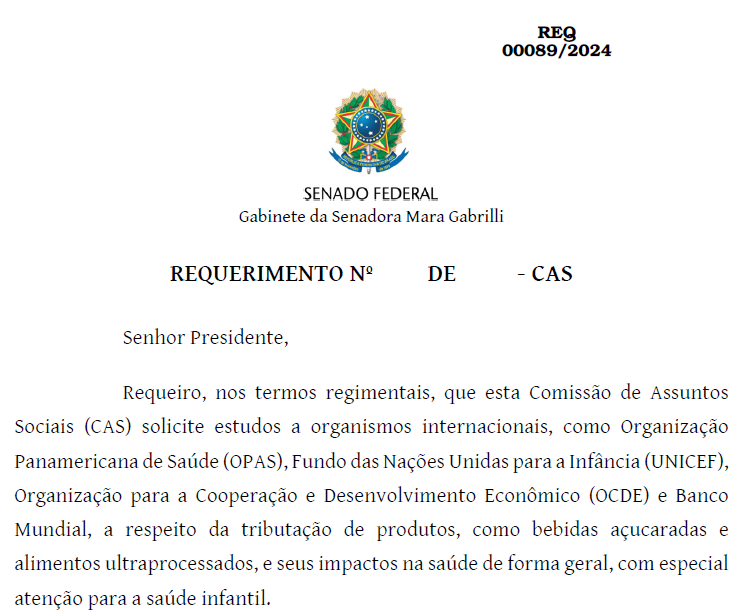 REQ
00089/2024
SENADO FEDERAL
Gabinete da Senadora Mara Gabrilli
REQUERIMENTO Nº DE - CAS
Senhor Presidente,
Requeiro, nos termos regimentais, que esta Comissão de Assuntos
Sociais (CAS) solicite estudos a organismos internacionais, como Organização
Panamericana de Saúde (OPAS), Fundo das Nações Unidas para a Infância (UNICEF),
Organização para a Cooperação e Desenvolvimento Econômico (OCDE) e Banco
Mundial, a respeito da tributação de produtos, como bebidas açucaradas e
alimentos ultraprocessados, e seus impactos na saúde de forma geral, com especial
atenção para a saúde infantil.